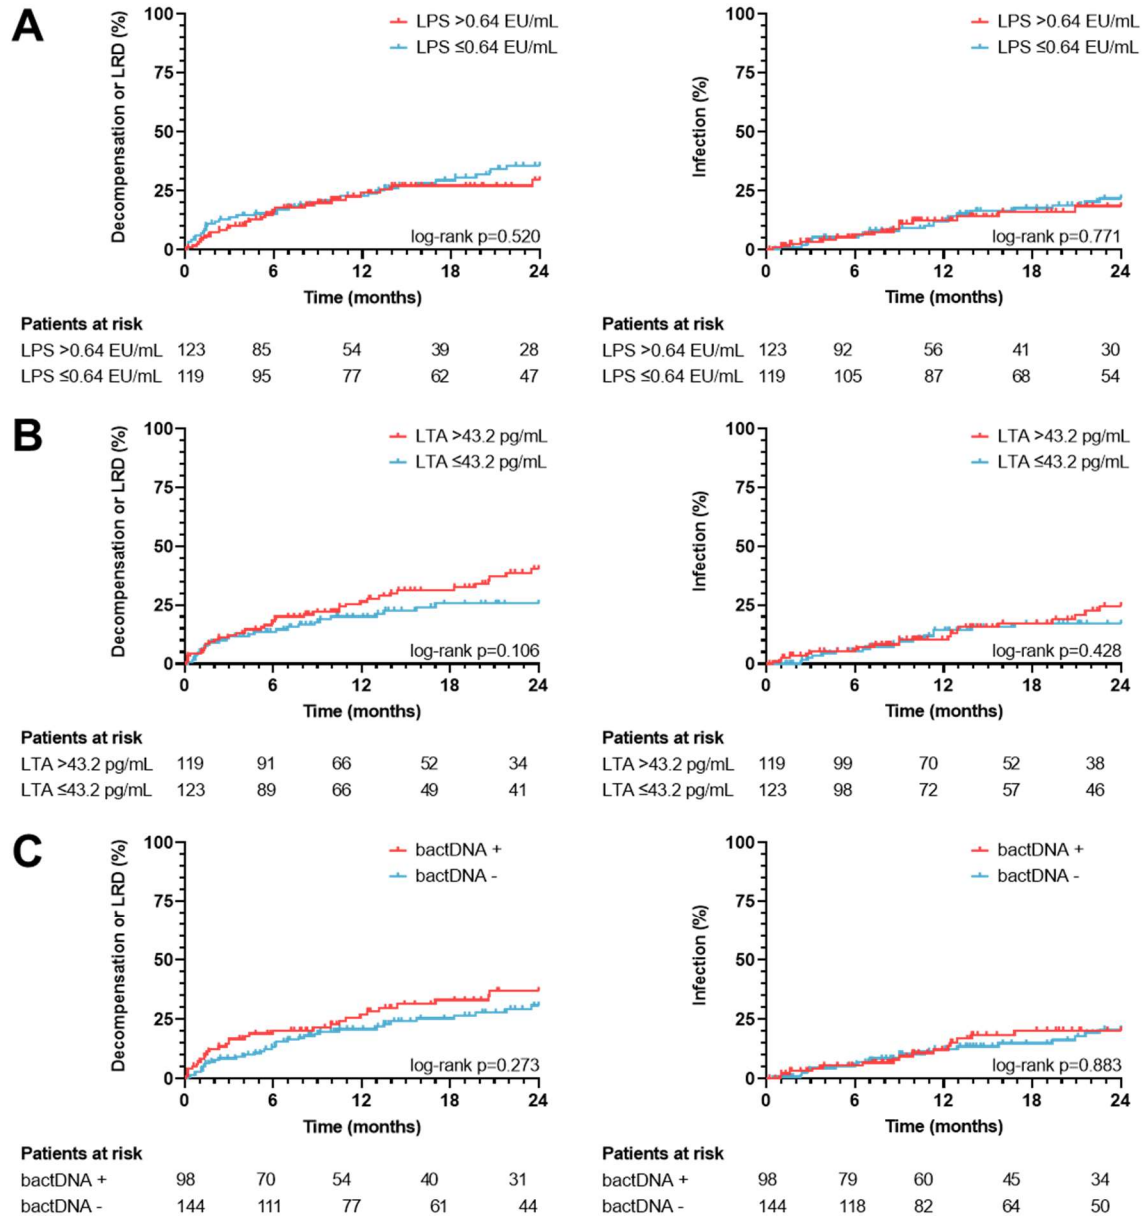 A
Decompensation or LRD (%)
100
75
50
25
0
LPS >0.64 EU/mL
LPS ≤0.64 EU/mL
log-rank p=0.520
0 6 12 18 24
Time (months)
Patients at risk
LPS >0.64 EU/mL 123 85 54 39 28
LPS ≤0.64 EU/mL 119 95 77 62 47
Infection (%)
100
75
50
25
0
LPS >0.64 EU/mL
LPS ≤0.64 EU/mL
log-rank p=0.771
0 6 12 18 24
Time (months)
Patients at risk
LPS >0.64 EU/mL 123 92 56 41 30
LPS ≤0.64 EU/mL 119 105 87 68 54
B
Decompensation or LRD (%)
100
75
50
25
0
LTA >43.2 pg/mL
LTA ≤43.2 pg/mL
log-rank p=0.106
0 6 12 18 24
Time (months)
Patients at risk
LTA >43.2 pg/mL 119 91 66 52 34
LTA ≤43.2 pg/mL 123 89 66 49 41
Infection (%)
100
75
50
25
0
LTA >43.2 pg/mL
LTA ≤43.2 pg/mL
log-rank p=0.428
0 6 12 18 24
Time (months)
Patients at risk
LTA >43.2 pg/mL 119 99 70 52 38
LTA ≤43.2 pg/mL 123 98 72 57 46
C
Decompensation or LRD (%)
100
75
50
25
0
bactDNA +
bactDNA -
log-rank p=0.273
0 6 12 18 24
Time (months)
Patients at risk
bactDNA + 98 70 54 40 31
bactDNA - 144 111 77 61 44
Infection (%)
100
75
50
25
0
bactDNA +
bactDNA -
log-rank p=0.883
0 6 12 18 24
Time (months)
Patients at risk
bactDNA + 98 79 60 45 34
bactDNA - 144 118 82 64 50